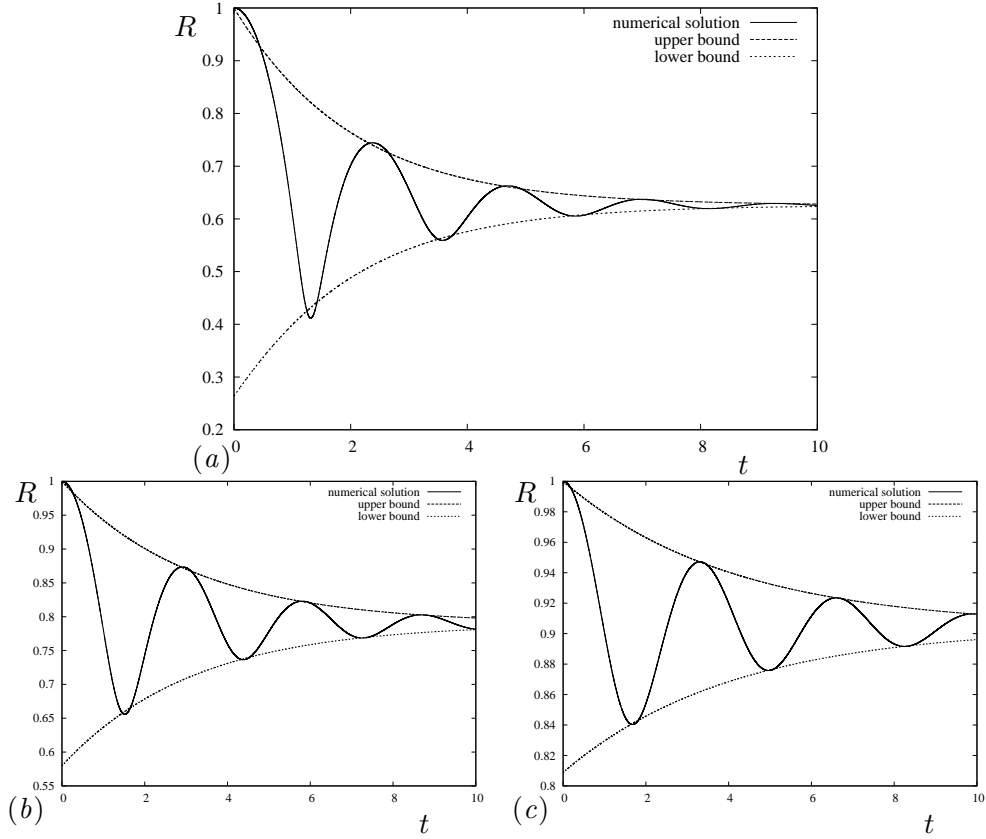 R
numerical solution
upper bound
lower bound
1
0.9
0.8
0.7
0.6
0.5
0.4
0.3
0.2
0 2 4 6 8 10
(a) t
R
numerical solution
upper bound
lower bound
1
0.95
0.9
0.85
0.8
0.75
0.7
0.65
0.6
0.55
0 2 4 6 8 10
(b) t
R
numerical solution
upper bound
lower bound
1
0.98
0.96
0.94
0.92
0.9
0.88
0.86
0.84
0.82
0.8
0 2 4 6 8 10
(c) t